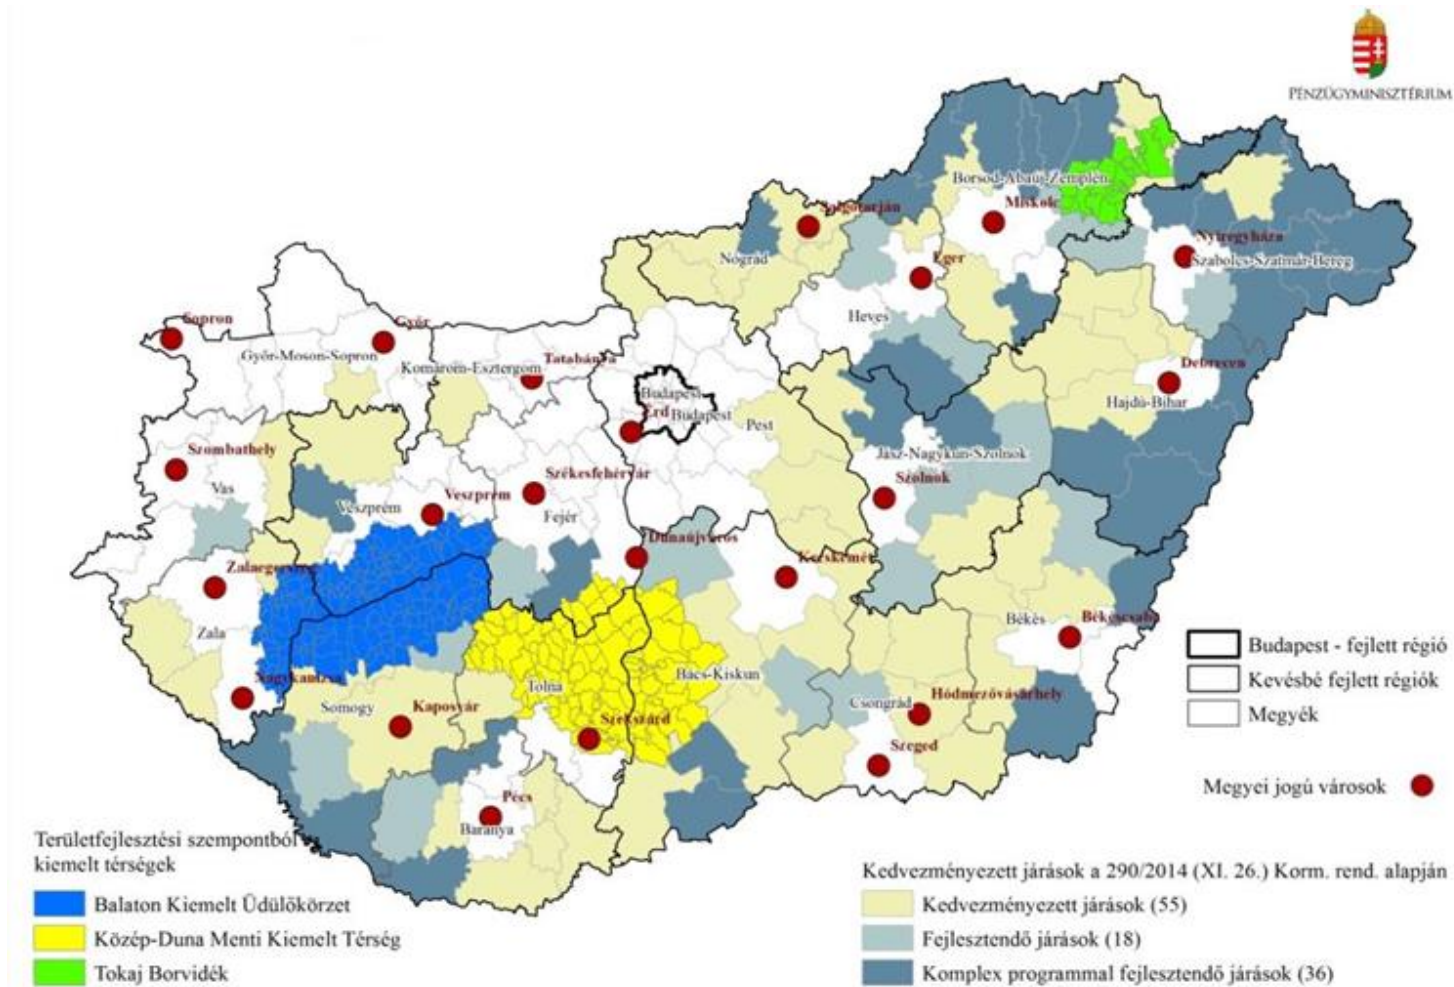 PÉNZÜGYMINISZTÉRIUM
Borsod-Abaúj-Zemplén
Salgótarján
Miskolc
Nyíregyháza
Nógrád
Eger
Szabolcs-Szatmár-Bereg
Heves
Sopron
Győr
Győr-Moson-Sopron
Komárom-Esztergom
Tatabánya
Debrecen
Budapest
Hajdú-Bihar
Érd
Budapest
Pest
Szombathely
Jász-Nagykun-Szolnok
Vas
Székesfehérvár
Szolnok
Veszprém
Veszprém
Fejér
Dunaújváros
Kecskemét
Zalaegerszeg
Békés
Békéscsaba
Zala
Budapest - fejlett régió
Bács-Kiskun
Kevésbé fejlett régiók
Nagykanizsa
Tolna
Hódmezővásárhely
Somogy
Kaposvár
Csongrád
Megyék
Szekszárd
Szeged
Megyei jogú városok
Pécs
Baranya
Területfejlesztési szempontból
kiemelt térségek
Balaton Kiemelt Üdülőkörzet
Közép-Duna Menti Kiemelt Térség
Tokaj Borvidék
Kedvezményezett járások a 290/2014 (XI. 26.) Korm. rend. alapján
Kedvezményezett járások (55)
Fejlesztendő járások (18)
Komplex programmal fejlesztendő járások (36)